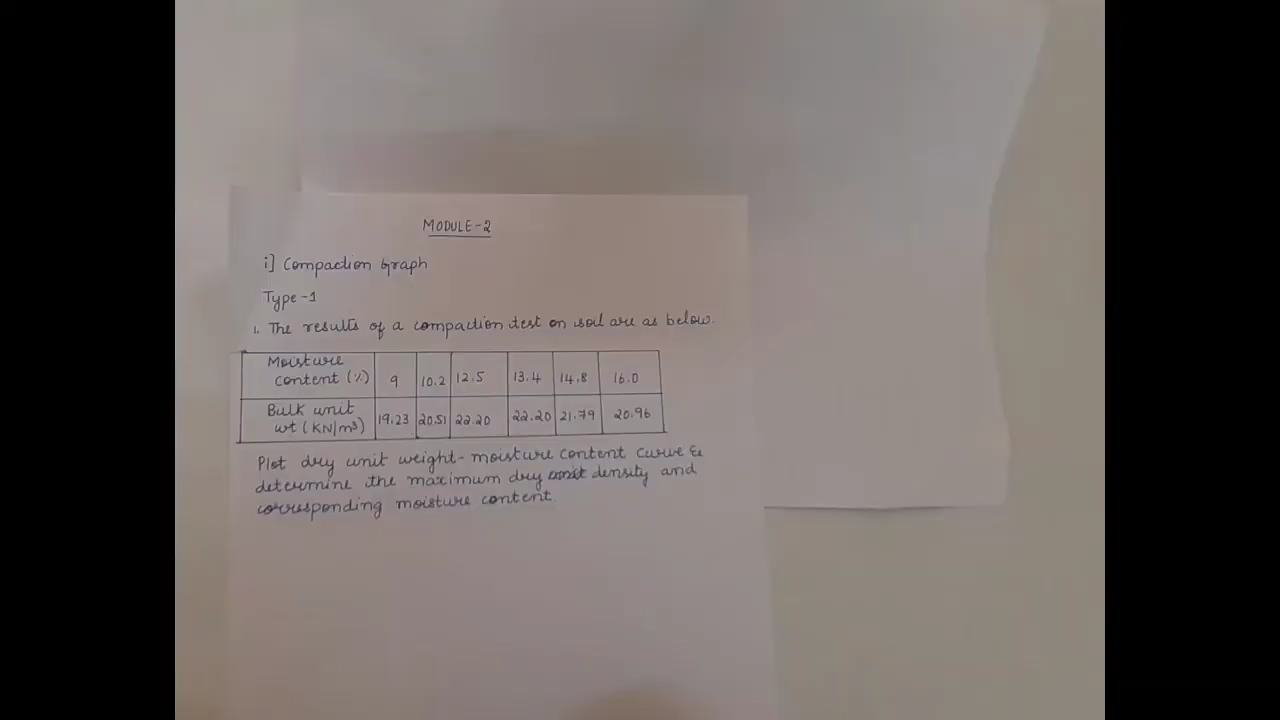 MODULE-2
i] Compaction Graph
Type-1
1. The results of a compaction test on soil are as below.
Moisture content (%) 9 10.2 12.5 13.4 14.8 16.0
Bulk unit wt (KN/m³) 19.23 20.51 22.20 22.20 21.79 20.96
Plot dry unit weight-moisture content curve &
determine the maximum dry density and
corresponding moisture content.